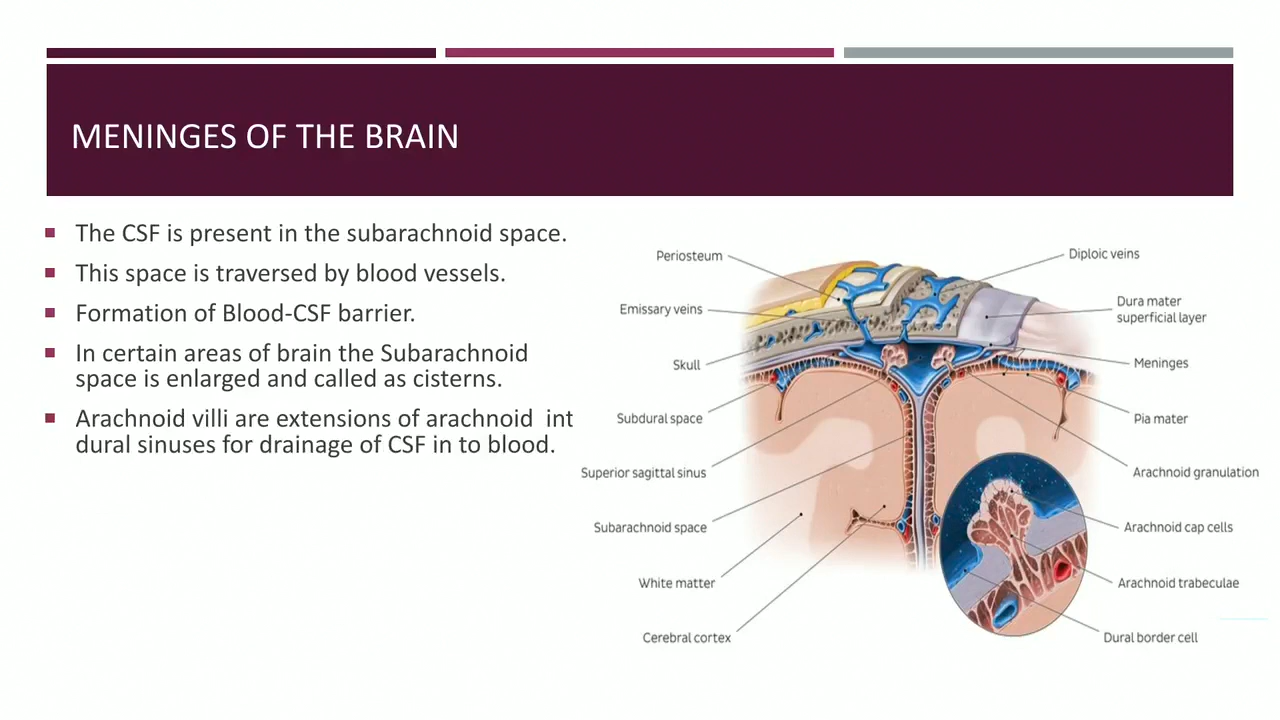 MENINGES OF THE BRAIN
The CSF is present in the subarachnoid space.
This space is traversed by blood vessels.
Formation of Blood-CSF barrier.
In certain areas of brain the Subarachnoid
space is enlarged and called as cisterns.
Arachnoid villi are extensions of arachnoid  int
dural sinuses for drainage of CSF in to blood.
Periosteum
Emissary veins
Skull
Subdural space
Superior sagittal sinus
Subarachnoid space
White matter
Cerebral cortex
Diploic veins
Dura mater
superficial layer
Meninges
Pia mater
Arachnoid granulation
Arachnoid cap cells
Arachnoid trabeculae
Dural border cell